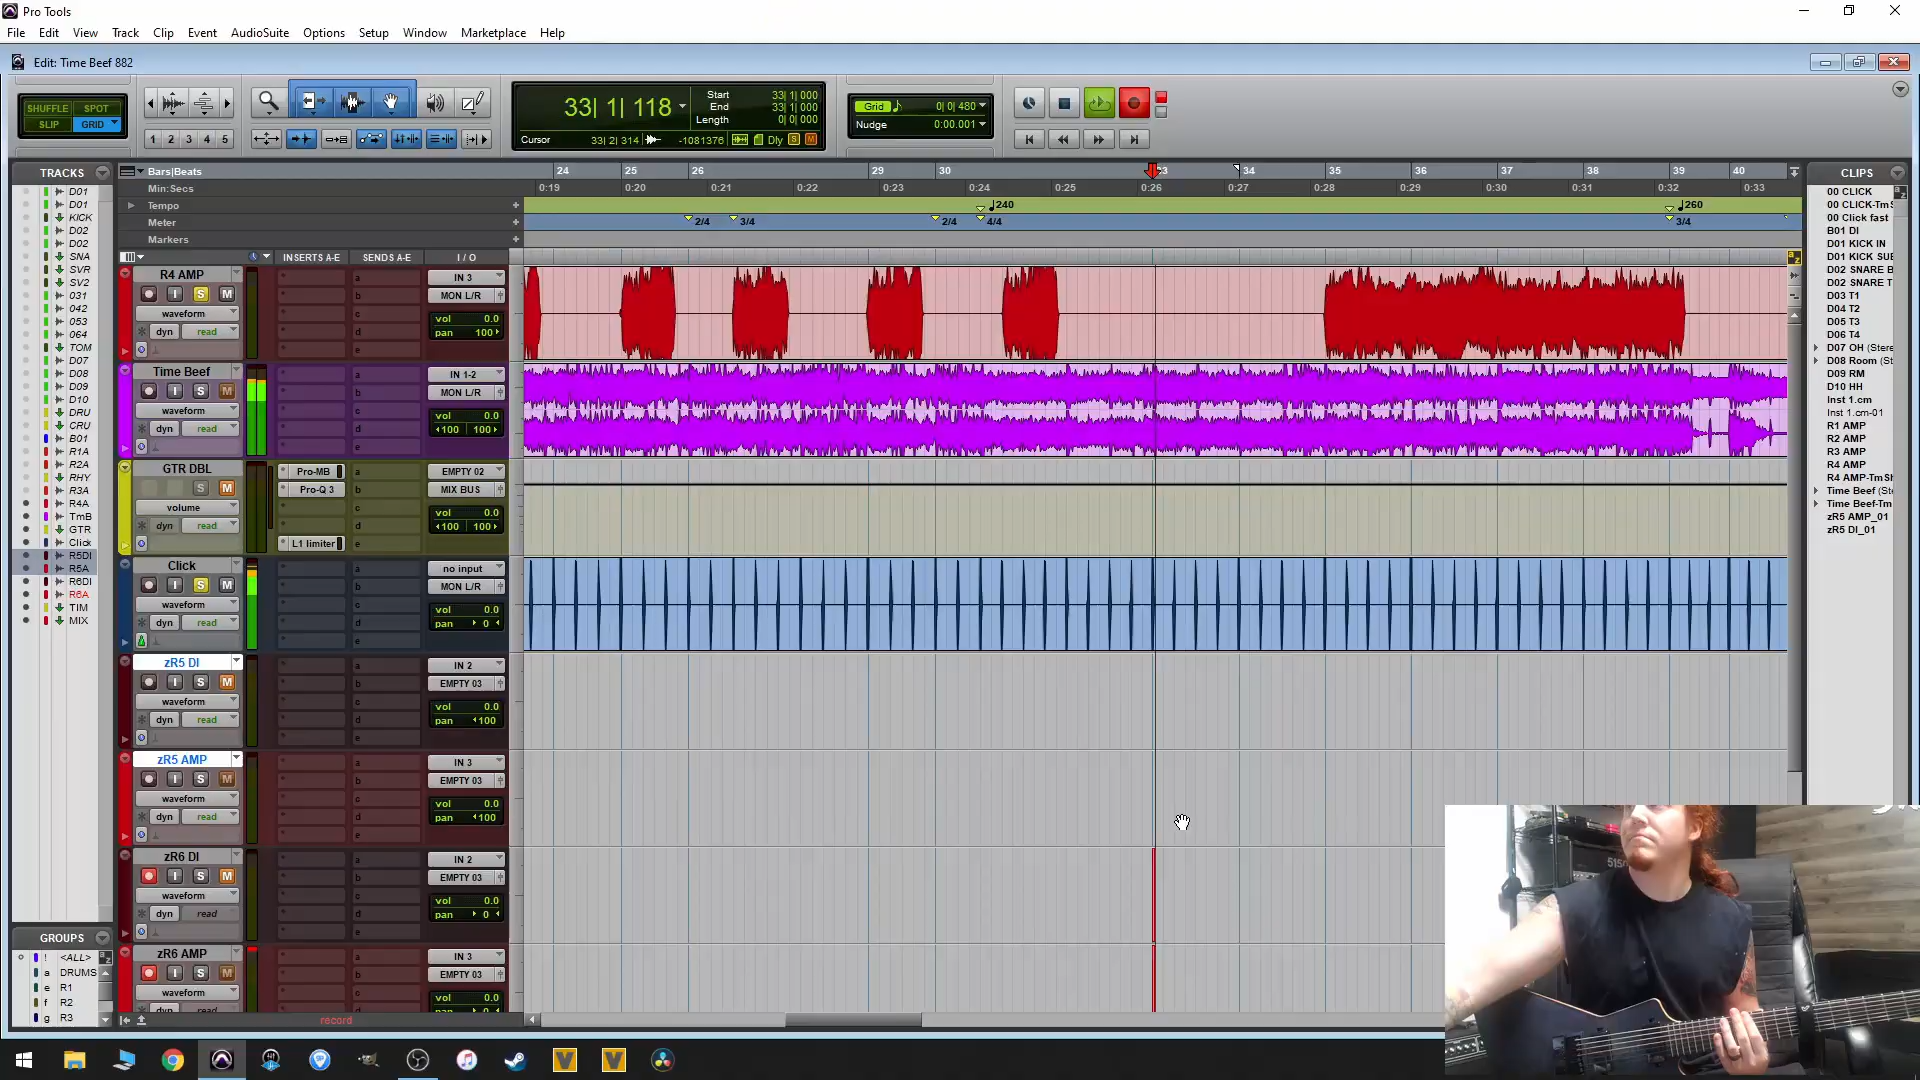 Pro Tools
File Edit View Track Clip Event AudioSuite Options Setup Window Marketplace Help
Edit: Time Beef 882
SHUFFLE SPOT
SLIP GRID
1 2 3 4 5
33| 1| 118
Start 33| 1| 000
End 33| 1| 000
Length 0| 0| 000
Cursor 33| 2| 314 -1081376 Dly S M
Grid 0| 0| 480
Nudge 0:00.001
TRACKS
D01
D01
KICK
D02
D02
SNA
SVR
SV2
031
042
053
064
TOM
D07
D08
D09
D10
DRU
CRU
B01
R1A
R2A
RHY
R3A
R4A
TmB
GTR
Click
R5DI
R5A
R6DI
R6A
TIM
MIX
GROUPS
! <ALL>
a DRUMS
e R1
f R2
g R3
Bars|Beats 24 25 26 29 30 34 35 36 38 39 40
Min:Secs 0:19 0:20 0:21 0:22 0:23 0:24 0:25 0:26 0:27 0:28 0:29 0:30 0:31 0:32 0:33
Tempo 240 260
Meter 2/4 3/4 2/4 4/4 3/4
Markers
INSERTS A-E SENDS A-E I / O
R4 AMP
I S M
waveform
dyn read
a b c d e
IN 3
MON L/R
vol 0.0
pan 100
Time Beef
I S M
waveform
dyn read
a b c d e
IN 1-2
MON L/R
vol 0.0
100 100
GTR DBL
S M
volume
dyn read
Pro-MB
Pro-Q 3
L1 limiter
a b c d e
EMPTY 02
MIX BUS
vol 0.0
100 100
Click
I S M
waveform
dyn read
a b c d e
no input
MON L/R
vol 0.0
pan 0
zR5 DI
I S M
waveform
dyn read
a b c d e
IN 2
EMPTY 03
vol 0.0
pan 100
zR5 AMP
I S M
waveform
dyn read
a b c d e
IN 3
EMPTY 03
vol 0.0
pan 100
zR6 DI
I S M
waveform
dyn read
a b c d e
IN 2
EMPTY 03
vol 0.0
pan 0
zR6 AMP
I S M
waveform
a b c d
IN 3
EMPTY 03
vol 0.0
record
CLIPS
00 CLICK
00 CLICK-TmS
00 Click fast
B01 DI
D01 KICK IN
D01 KICK SUE
D02 SNARE B
D02 SNARE T
D03 T1
D04 T2
D05 T3
D06 T4
D07 OH (Stere
D08 Room (Ste
D09 RM
D10 HH
Inst 1.cm
Inst 1.cm-01
R1 AMP
R2 AMP
R3 AMP
R4 AMP
R4 AMP-TmSh
Time Beef (Ste
Time Beef-Tm
zR5 AMP_01
zR5 DI_01